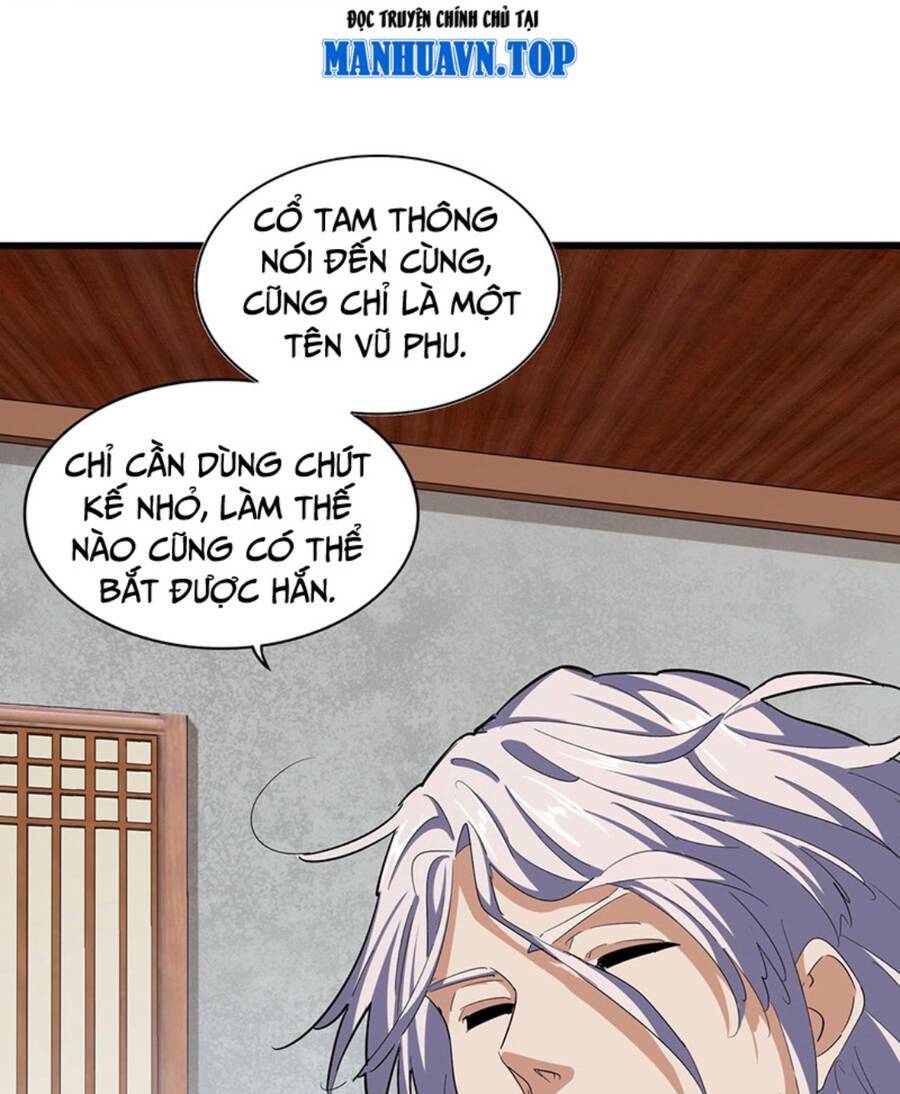 ĐỌC TRUYỆN CHÍNH CHỦ TẠI
MANHUAVN.TOP
CỔ TAM THÔNG
NÓI ĐẾN CÙNG,
CŨNG CHỈ LÀ MỘT
TÊN VŨ PHU.
CHỈ CẦN DÙNG CHÚT
KẾ NHỎ, LÀM THẾ
NÀO CŨNG CÓ THỂ
BẮT ĐƯỢC HẮN.